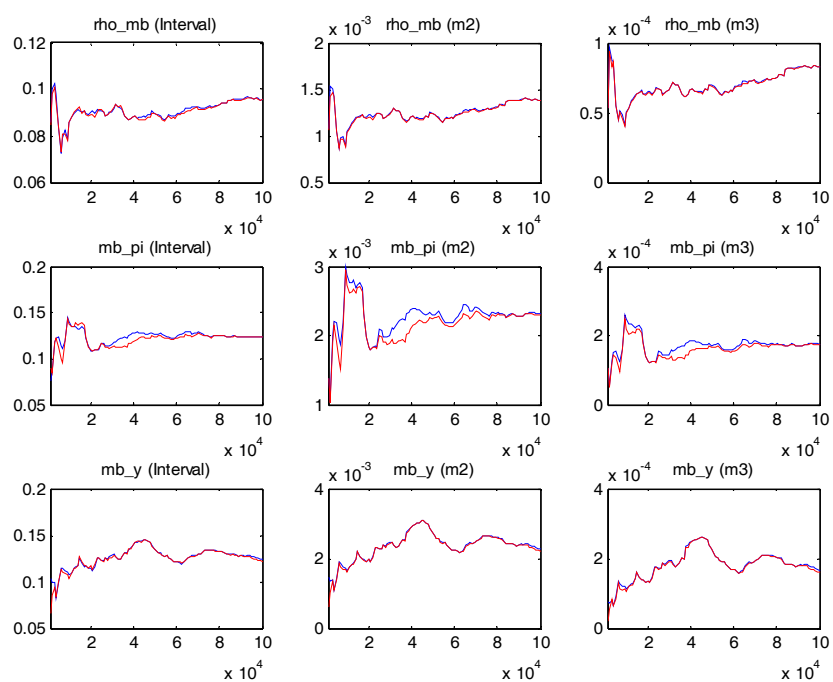 rho_mb (Interval)
0.12
0.1
0.08
0.06
2 4 6 8 10
x 10^4
x 10^-3 rho_mb (m2)
2
1.5
1
0.5
2 4 6 8 10
x 10^4
x 10^-4 rho_mb (m3)
1
0.5
0
2 4 6 8 10
x 10^4
mb_pi (Interval)
0.2
0.15
0.1
0.05
2 4 6 8 10
x 10^4
x 10^-3 mb_pi (m2)
3
2
1
2 4 6 8 10
x 10^4
x 10^-4 mb_pi (m3)
4
2
0
2 4 6 8 10
x 10^4
mb_y (Interval)
0.2
0.15
0.1
0.05
2 4 6 8 10
x 10^4
x 10^-3 mb_y (m2)
4
2
0
2 4 6 8 10
x 10^4
x 10^-4 mb_y (m3)
4
2
0
2 4 6 8 10
x 10^4